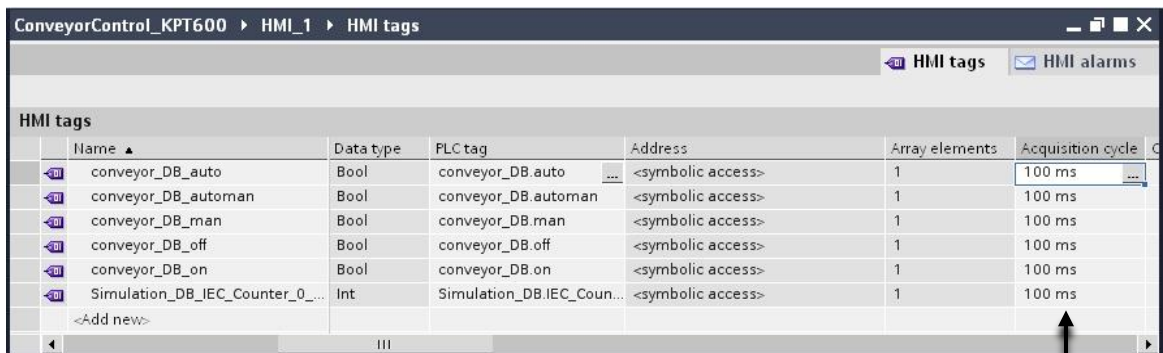 ConveyorControl_KPT600 ▸ HMI_1 ▸ HMI tags
HMI tags HMI alarms
HMI tags
Name ▲ Data type PLC tag Address Array elements Acquisition cycle C
conveyor_DB_auto Bool conveyor_DB.auto ... <symbolic access> 1 100 ms ...
conveyor_DB_automan Bool conveyor_DB.automan <symbolic access> 1 100 ms
conveyor_DB_man Bool conveyor_DB.man <symbolic access> 1 100 ms
conveyor_DB_off Bool conveyor_DB.off <symbolic access> 1 100 ms
conveyor_DB_on Bool conveyor_DB.on <symbolic access> 1 100 ms
Simulation_DB_IEC_Counter_0_... Int Simulation_DB.IEC_Coun... <symbolic access> 1 100 ms
<Add new>